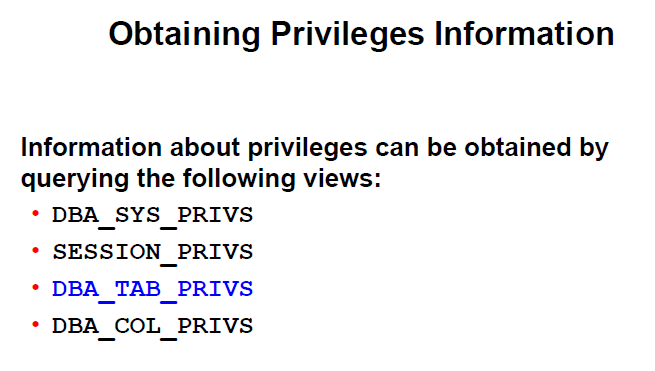 Obtaining Privileges Information
Information about privileges can be obtained by
querying the following views:
• DBA_SYS_PRIVS
• SESSION_PRIVS
• DBA_TAB_PRIVS
• DBA_COL_PRIVS